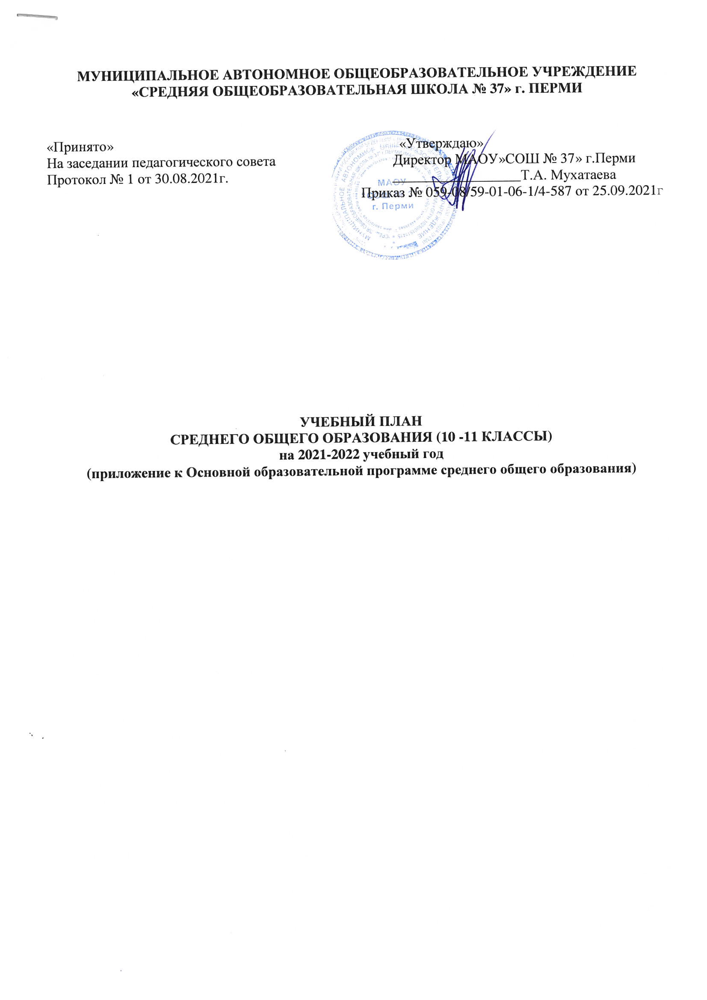 МУНИЦИПАЛЬНОЕ АВТОНОМНОЕ ОБЩЕОБРАЗОВАТЕЛЬНОЕ УЧРЕЖДЕНИЕ
«СРЕДНЯЯ ОБЩЕОБРАЗОВАТЕЛЬНАЯ ШКОЛА № 37» г. ПЕРМИ
«Принято»
На заседании педагогического совета
Протокол № 1 от 30.08.2021г.
«Утверждаю»
Директор МАОУ»СОШ № 37» г.Перми
Т.А. Мухатаева
Приказ № 059-08/59-01-06-1/4-587 от 25.09.2021г
МАОУ
г. Перми
УЧЕБНЫЙ ПЛАН
СРЕДНЕГО ОБЩЕГО ОБРАЗОВАНИЯ (10 -11 КЛАССЫ)
на 2021-2022 учебный год
(приложение к Основной образовательной программе среднего общего образования)